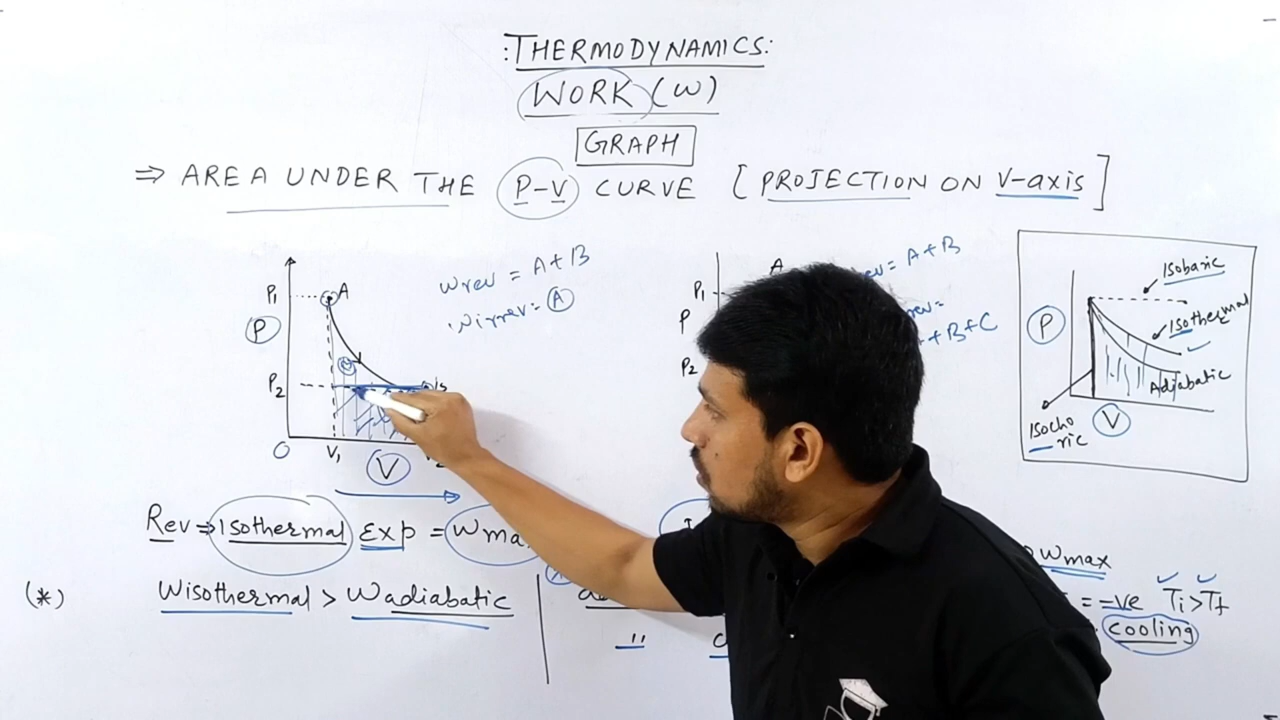 :THERMODYNAMICS:
WORK (W)
GRAPH
⇒ AREA UNDER THE P-V CURVE [PROJECTION ON V-axis]
P₁
A
P
P₂
O
V₁
V
Wrev = A+B
Wirrev = A
A
P₁
P
P₂
= A+B
+B+C
P
V
Isobaric
Isothermal
Adiabatic
Isochoric
Rev ⇒ Isothermal Exp =
Wisothermal > Wadiabatic
(*)
Wmax
= -ve Ti > Tf
cooling